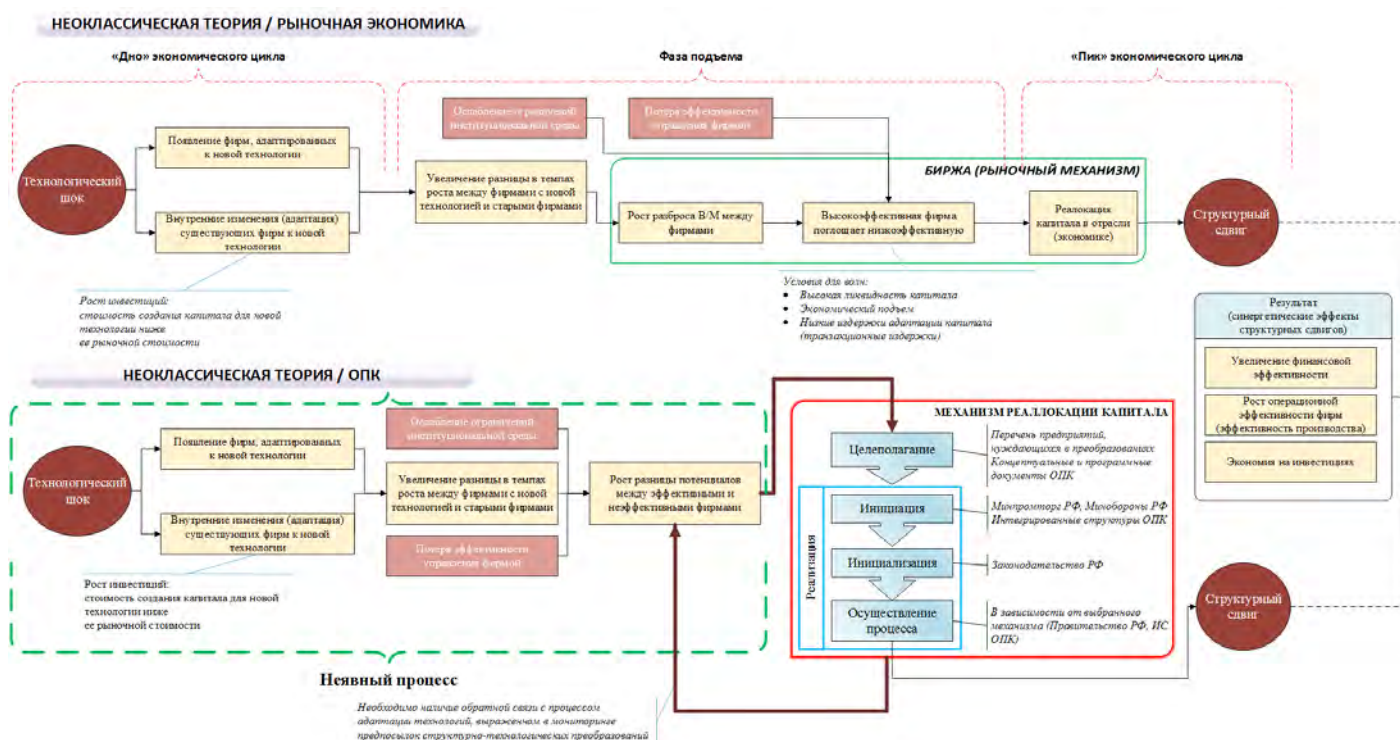 НЕОКЛАССИЧЕСКАЯ ТЕОРИЯ / РЫНОЧНАЯ ЭКОНОМИКА
«Дно» экономического цикла
Фаза подъема
«Пик» экономического цикла
Ослабление ограничений
институциональной среды
Потеря эффективности
управления фирмой
Технологический
шок
Появление фирм, адаптированных
к новой технологии
Внутренние изменения (адаптация)
существующих фирм к новой
технологии
Увеличение разницы в темпах
роста между фирмами с новой
технологией и старыми фирмами
БИРЖА (РЫНОЧНЫЙ МЕХАНИЗМ)
Рост разброса В/М между
фирмами
Высокоэффективная фирма
поглощает низкоэффективную
Реалокация
капитала в отрасли
(экономике)
Структурный
сдвиг
Рост инвестиций:
стоимость создания капитала для новой
технологии ниже
ее рыночной стоимости
Условия для волн:
• Высокая ликвидность капитала
• Экономический подъем
• Низкие издержки адаптации капитала
(транзакционные издержки)
Результат
(синергетические эффекты
структурных сдвигов)
Увеличение финансовой
эффективности
Рост операционной
эффективности фирм
(эффективность производства)
Экономия на инвестициях
НЕОКЛАССИЧЕСКАЯ ТЕОРИЯ / ОПК
Технологический
шок
Появление фирм, адаптированных
к новой технологии
Внутренние изменения (адаптация)
существующих фирм к новой
технологии
Ослабление ограничений
институциональной среды
Увеличение разницы в темпах
роста между фирмами с новой
технологией и старыми фирмами
Потеря эффективности
управления фирмой
Рост разницы потенциалов
между эффективными и
неэффективными фирмами
Рост инвестиций:
стоимость создания капитала для новой
технологии ниже
ее рыночной стоимости
МЕХАНИЗМ РЕАЛЛОКАЦИИ КАПИТАЛА
Целеполагание
Перечень предприятий,
нуждающихся в преобразованиях
Концептуальные и программные
документы ОПК
Реализация
Инициация
Минпромторг РФ, Минобороны РФ
Интегрированные структуры ОПК
Инициализация
Законодательство РФ
Осуществление
процесса
В зависимости от выбранного
механизма (Правительство РФ, ИС
ОПК)
Структурный
сдвиг
Неявный процесс
Необходимо наличие обратной связи с процессом
адаптации технологий, выраженном в мониторинге
предпосылок структурно-технологических преобразований